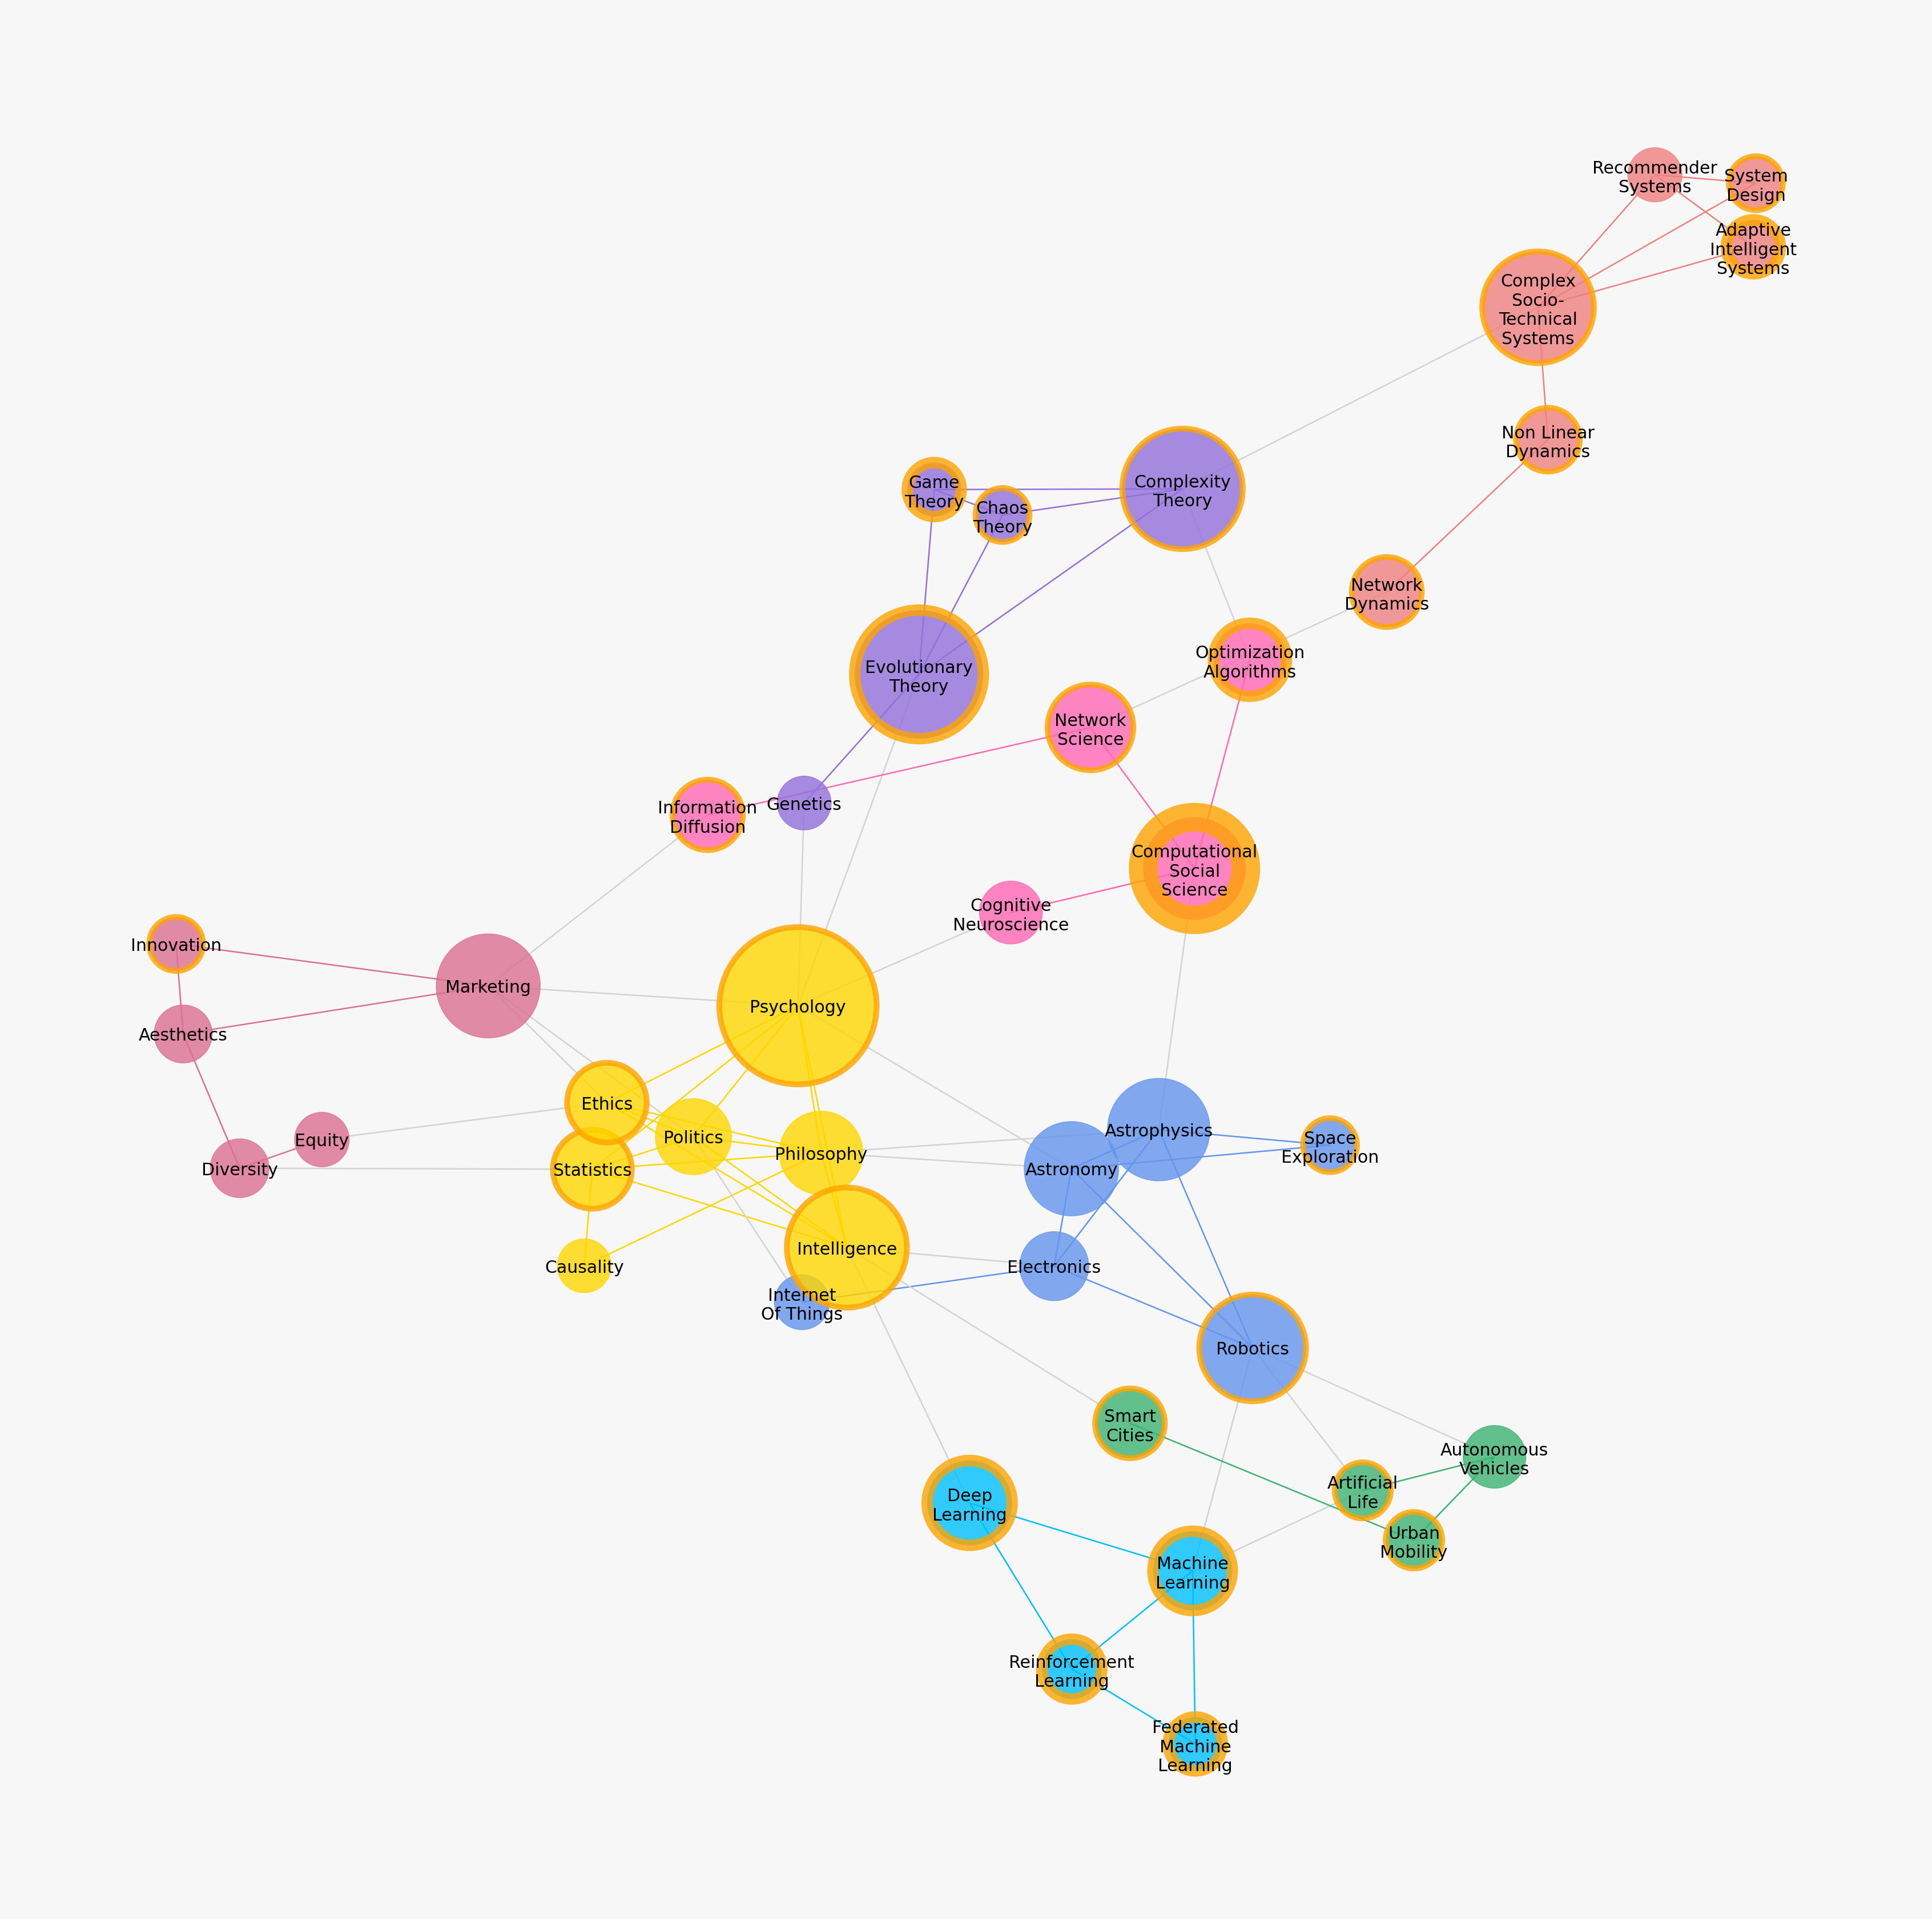 Recommender
Systems
System
Design
Adaptive
Intelligent
Systems
Complex
Socio-
Technical
Systems
Non Linear
Dynamics
Game
Theory
Chaos
Theory
Complexity
Theory
Network
Dynamics
Evolutionary
Theory
Optimization
Algorithms
Network
Science
Information
Diffusion
Genetics
Computational
Social
Science
Cognitive
Neuroscience
Innovation
Marketing
Psychology
Aesthetics
Ethics
Equity
Politics
Philosophy
Astrophysics
Space
Exploration
Diversity
Statistics
Astronomy
Intelligence
Causality
Electronics
Internet
Of Things
Robotics
Smart
Cities
Autonomous
Vehicles
Artificial
Life
Deep
Learning
Urban
Mobility
Machine
Learning
Reinforcement
Learning
Federated
Machine
Learning